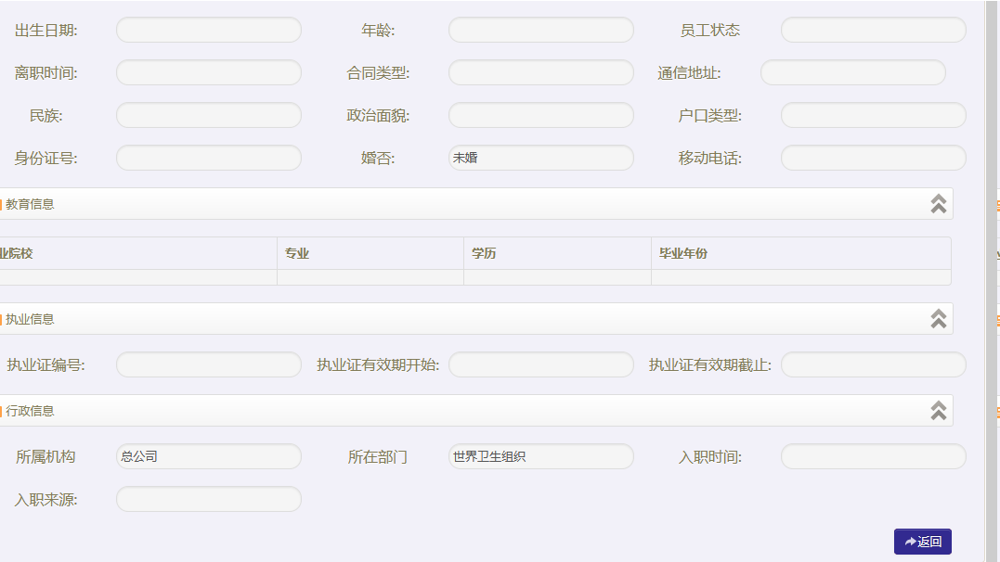 出生日期: 年龄: 员工状态
离职时间: 合同类型: 通信地址:
民族: 政治面貌: 户口类型:
身份证号: 婚否: 未婚 移动电话:
教育信息
业院校 专业 学历 毕业年份
执业信息
执业证编号: 执业证有效期开始: 执业证有效期截止:
行政信息
所属机构 总公司 所在部门 世界卫生组织 入职时间:
入职来源:
返回